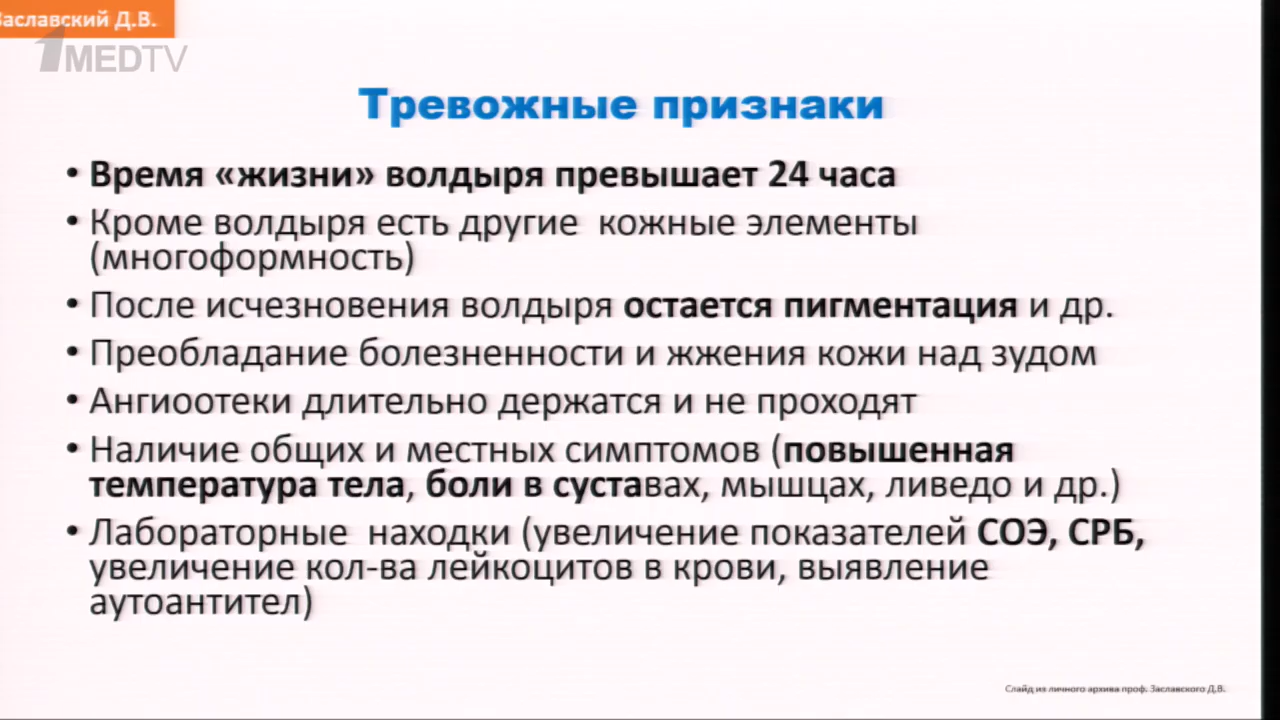 Заславский Д.В.
1MEDTV
Тревожные признаки
• Время «жизни» волдыря превышает 24 часа
• Кроме волдыря есть другие кожные элементы
(многоформность)
• После исчезновения волдыря остается пигментация и др.
• Преобладание болезненности и жжения кожи над зудом
• Ангиоотеки длительно держатся и не проходят
• Наличие общих и местных симптомов (повышенная
температура тела, боли в суставах, мышцах, ливедо и др.)
• Лабораторные находки (увеличение показателей СОЭ, СРБ,
увеличение кол-ва лейкоцитов в крови, выявление
аутоантител)
Слайд из личного архива проф. Заславского Д.В.